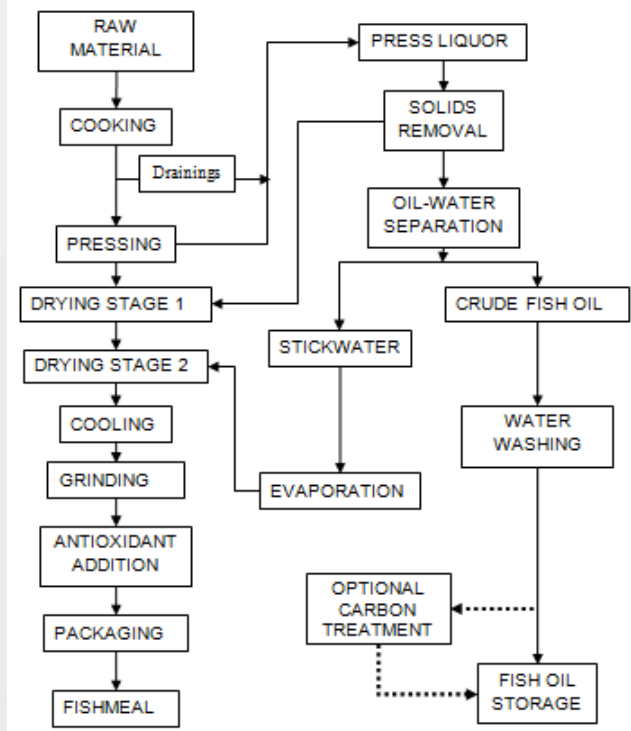 RAW
MATERIAL
COOKING
Drainings
PRESSING
DRYING STAGE 1
DRYING STAGE 2
COOLING
GRINDING
ANTIOXIDANT
ADDITION
PACKAGING
FISHMEAL
PRESS LIQUOR
SOLIDS
REMOVAL
OIL-WATER
SEPARATION
STICKWATER
EVAPORATION
CRUDE FISH OIL
WATER
WASHING
OPTIONAL
CARBON
TREATMENT
FISH OIL
STORAGE